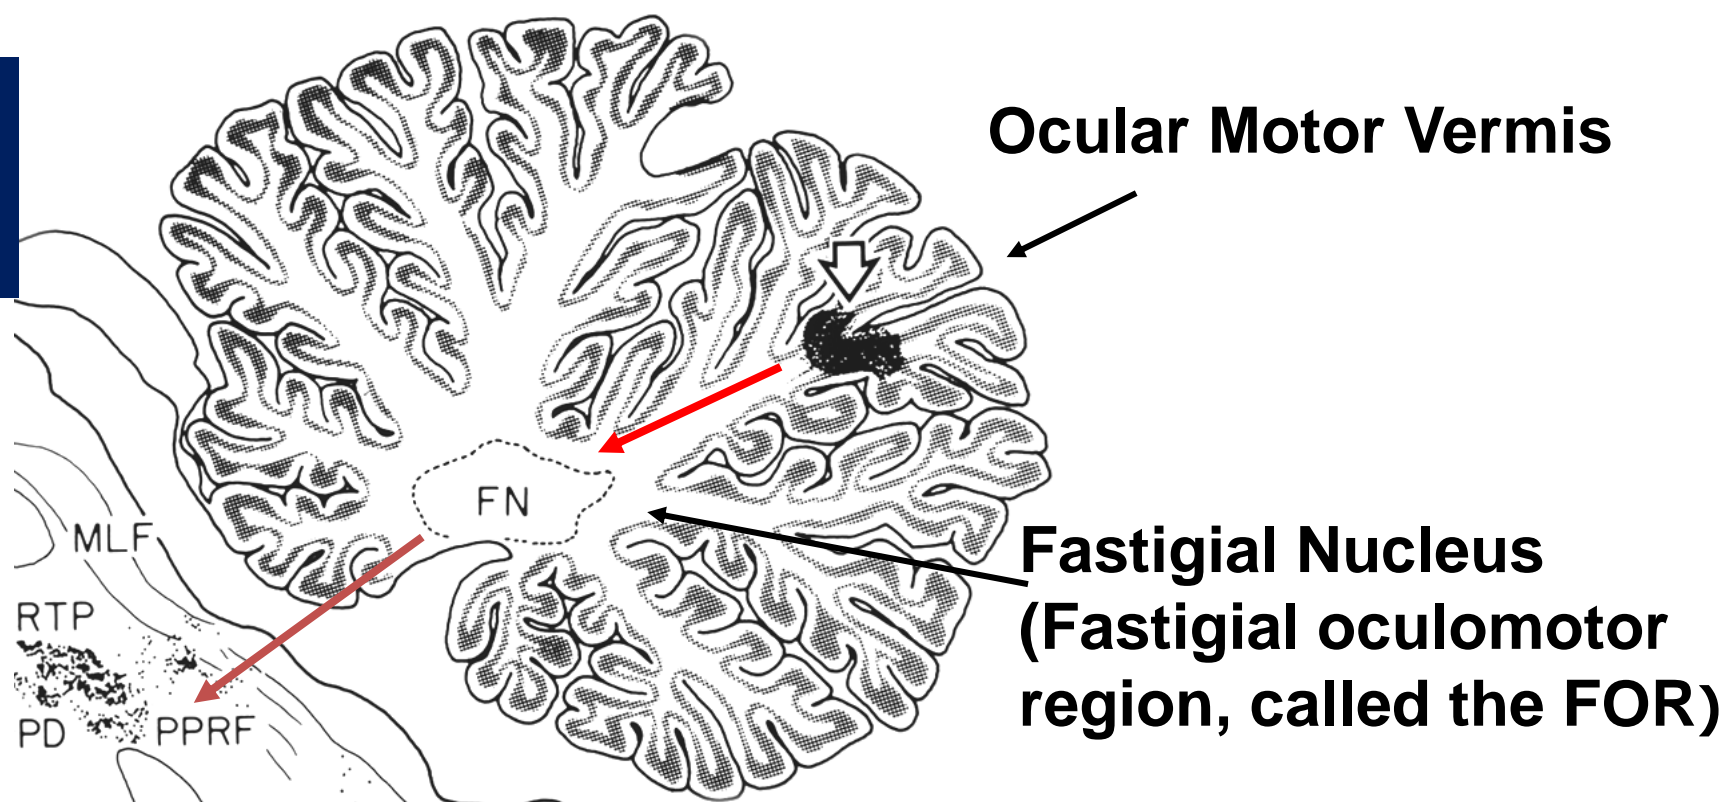 Ocular Motor Vermis
FN
MLF
Fastigial Nucleus
(Fastigial oculomotor
region, called the FOR)
RTP
PD
PPRF